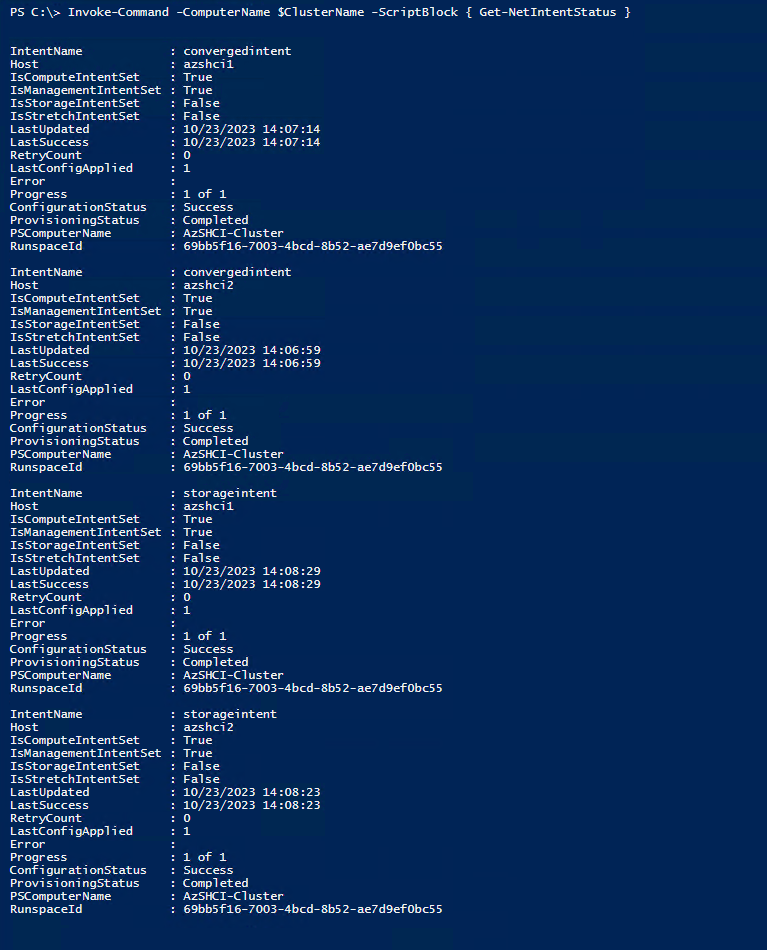 PS C:\> Invoke-Command -ComputerName $ClusterName -ScriptBlock { Get-NetIntentStatus }
IntentName            : convergedintent
Host                  : azshci1
IsComputeIntentSet    : True
IsManagementIntentSet : True
IsStorageIntentSet    : False
IsStretchIntentSet    : False
LastUpdated           : 10/23/2023 14:07:14
LastSuccess           : 10/23/2023 14:07:14
RetryCount            : 0
LastConfigApplied     : 1
Error                 :
Progress              : 1 of 1
ConfigurationStatus   : Success
ProvisioningStatus    : Completed
PSComputerName        : AzSHCI-Cluster
RunspaceId            : 69bb5f16-7003-4bcd-8b52-ae7d9ef0bc55
IntentName            : convergedintent
Host                  : azshci2
IsComputeIntentSet    : True
IsManagementIntentSet : True
IsStorageIntentSet    : False
IsStretchIntentSet    : False
LastUpdated           : 10/23/2023 14:06:59
LastSuccess           : 10/23/2023 14:06:59
RetryCount            : 0
LastConfigApplied     : 1
Error                 :
Progress              : 1 of 1
ConfigurationStatus   : Success
ProvisioningStatus    : Completed
PSComputerName        : AzSHCI-Cluster
RunspaceId            : 69bb5f16-7003-4bcd-8b52-ae7d9ef0bc55
IntentName            : storageintent
Host                  : azshci1
IsComputeIntentSet    : True
IsManagementIntentSet : True
IsStorageIntentSet    : False
IsStretchIntentSet    : False
LastUpdated           : 10/23/2023 14:08:29
LastSuccess           : 10/23/2023 14:08:29
RetryCount            : 0
LastConfigApplied     : 1
Error                 :
Progress              : 1 of 1
ConfigurationStatus   : Success
ProvisioningStatus    : Completed
PSComputerName        : AzSHCI-Cluster
RunspaceId            : 69bb5f16-7003-4bcd-8b52-ae7d9ef0bc55
IntentName            : storageintent
Host                  : azshci2
IsComputeIntentSet    : True
IsManagementIntentSet : True
IsStorageIntentSet    : False
IsStretchIntentSet    : False
LastUpdated           : 10/23/2023 14:08:23
LastSuccess           : 10/23/2023 14:08:23
RetryCount            : 0
LastConfigApplied     : 1
Error                 :
Progress              : 1 of 1
ConfigurationStatus   : Success
ProvisioningStatus    : Completed
PSComputerName        : AzSHCI-Cluster
RunspaceId            : 69bb5f16-7003-4bcd-8b52-ae7d9ef0bc55